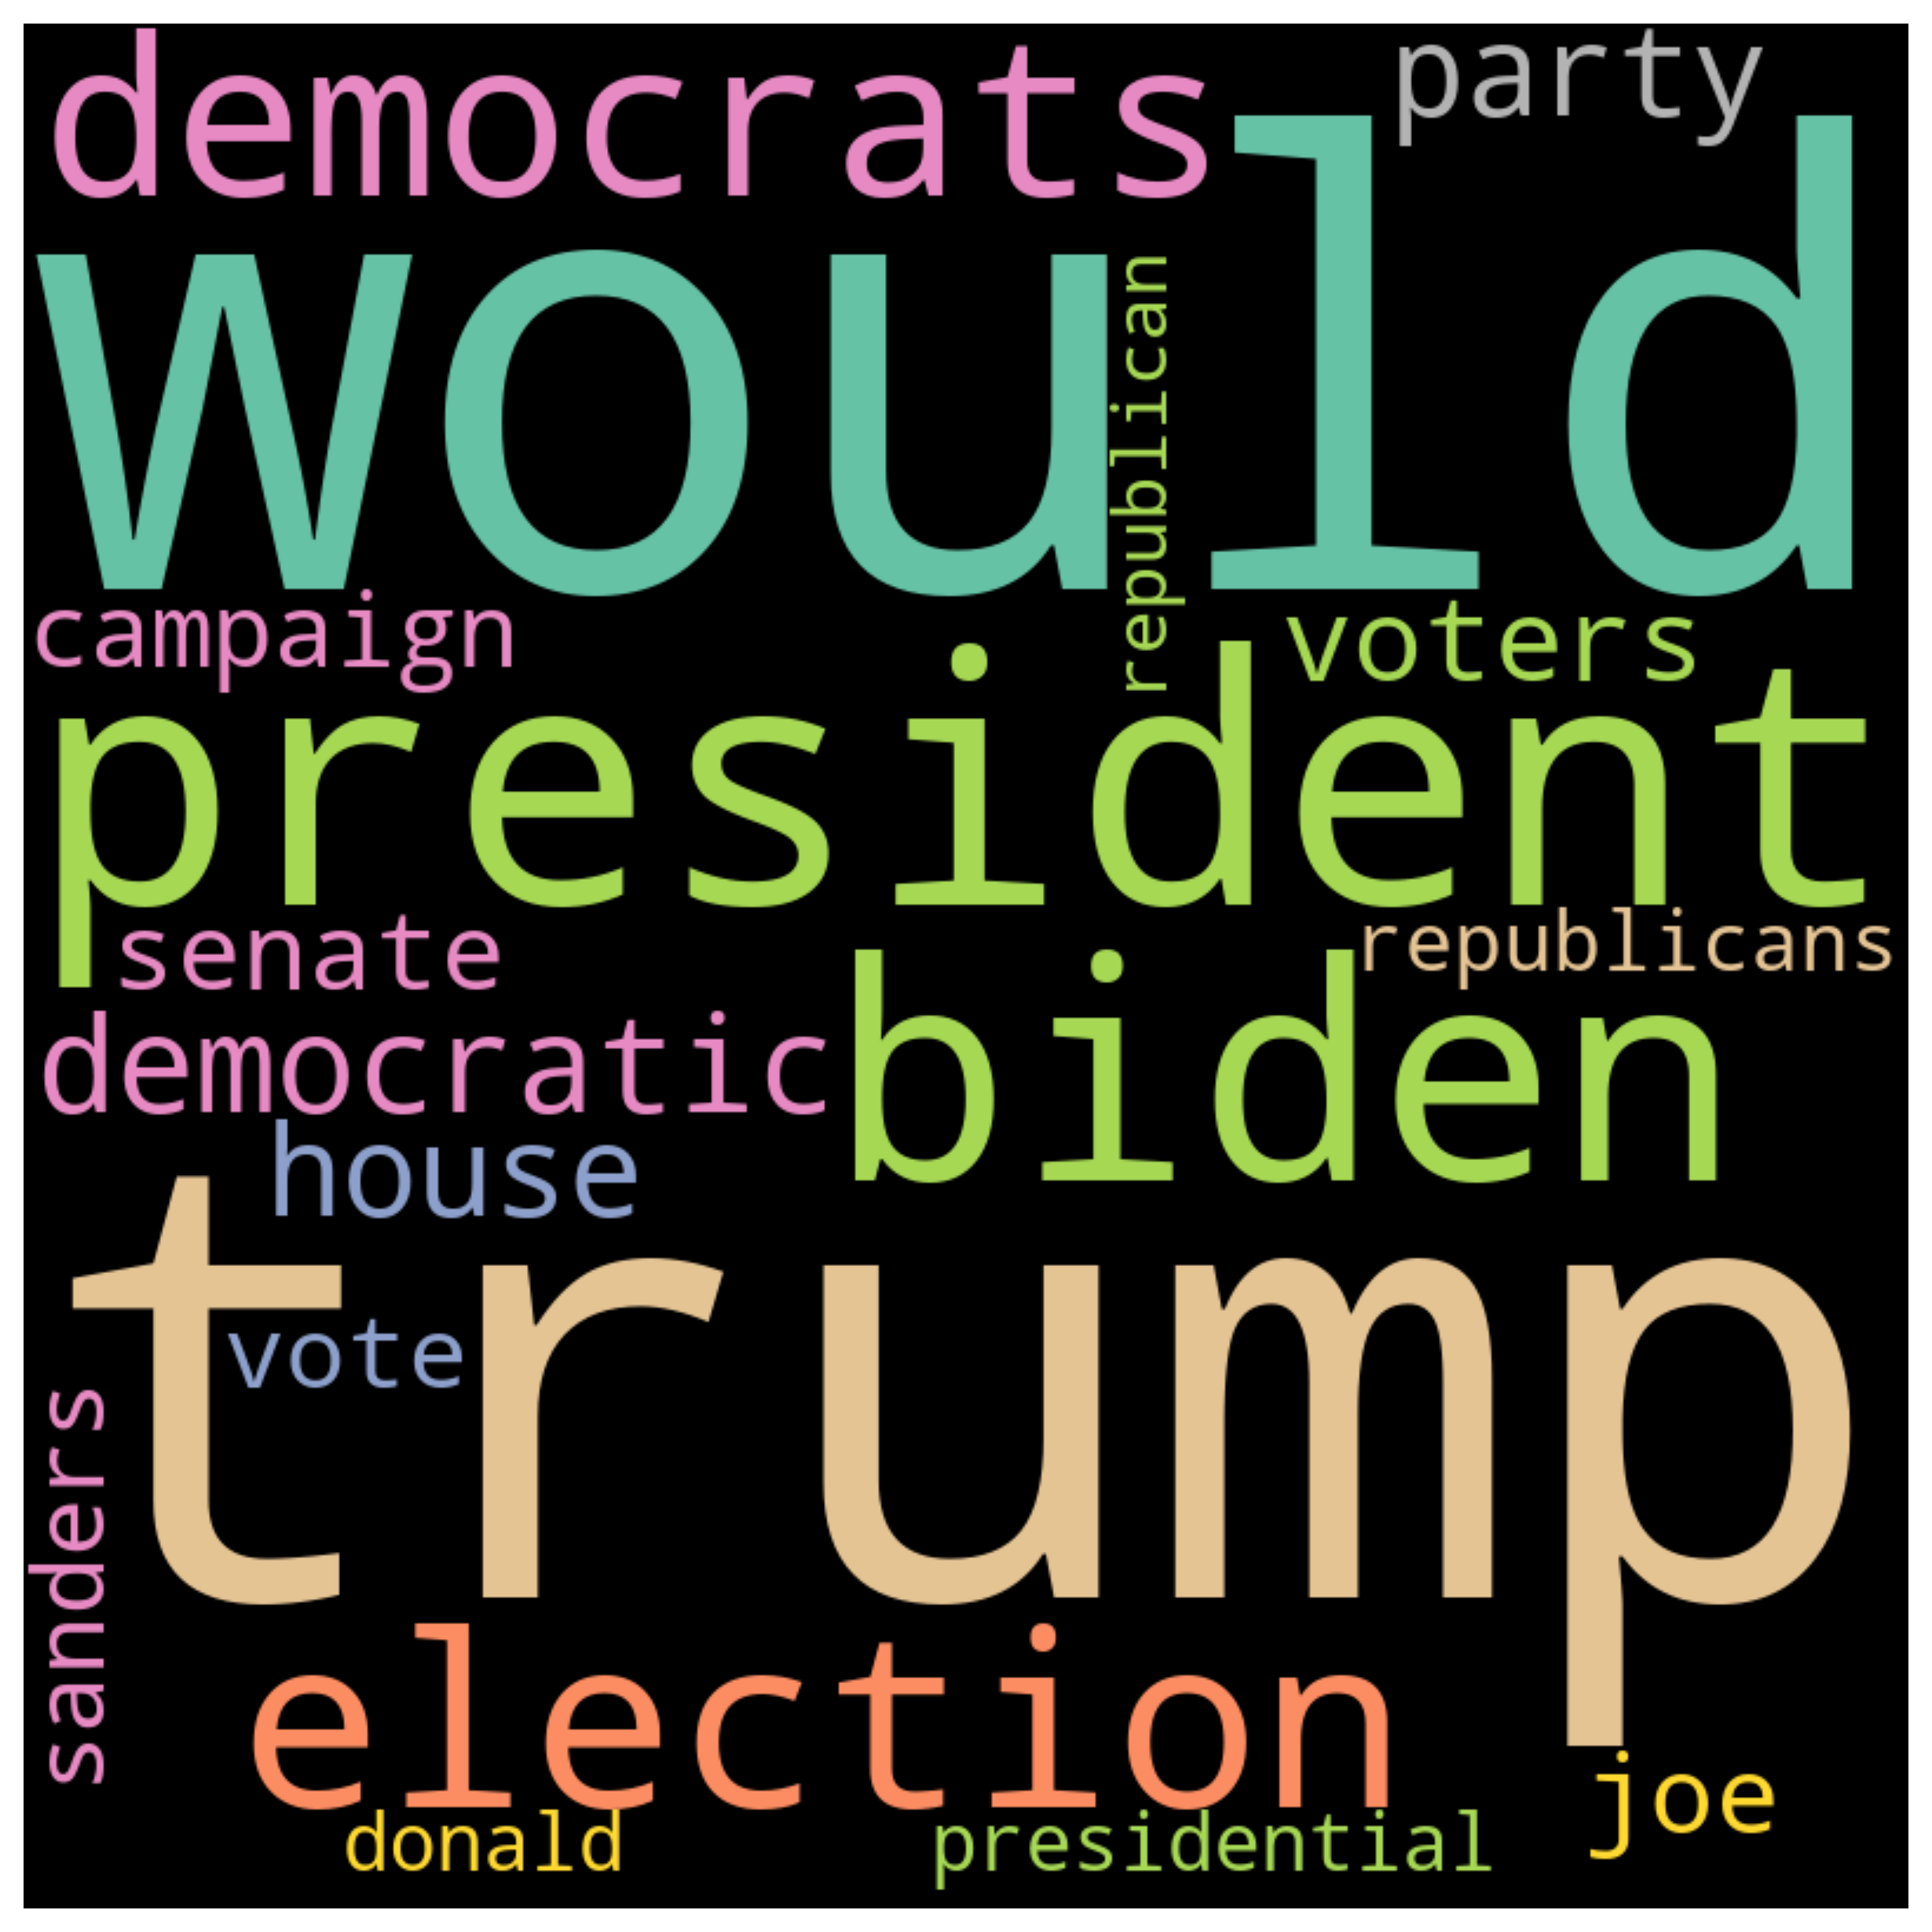 democrats
party
would
republican
campaign
voters
president
senate
republicans
democratic
biden
house
trump
vote
sanders
election
joe
donald
presidential